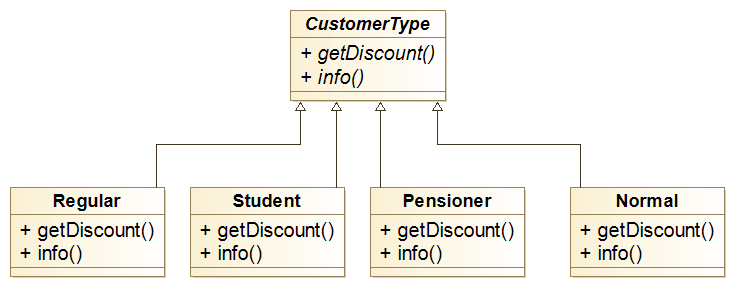 CustomerType
+ getDiscount()
+ info()
Regular
+ getDiscount()
+ info()
Student
+ getDiscount()
+ info()
Pensioner
+ getDiscount()
+ info()
Normal
+ getDiscount()
+ info()